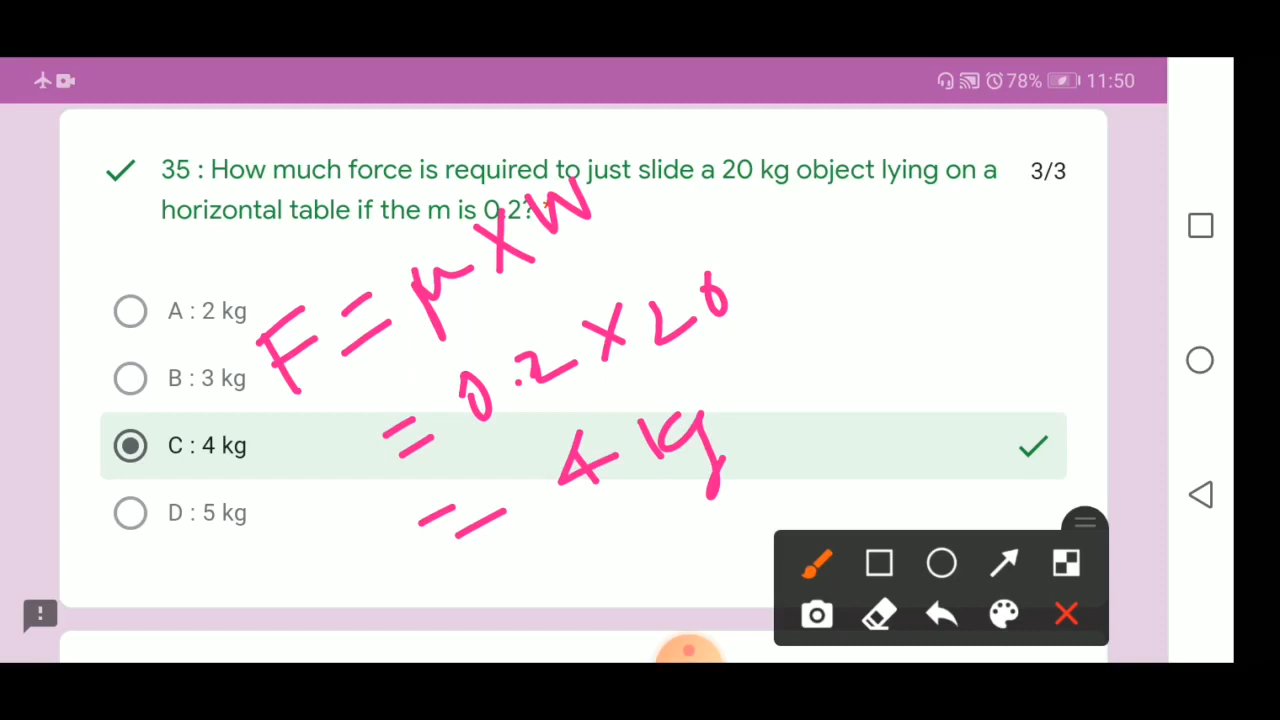 78% 11:50
35 : How much force is required to just slide a 20 kg object lying on a 3/3
horizontal table if the m is 0.2? *
F = μ X W
= 0.2 X 20
= 4 kg
A : 2 kg
B : 3 kg
C : 4 kg
D : 5 kg